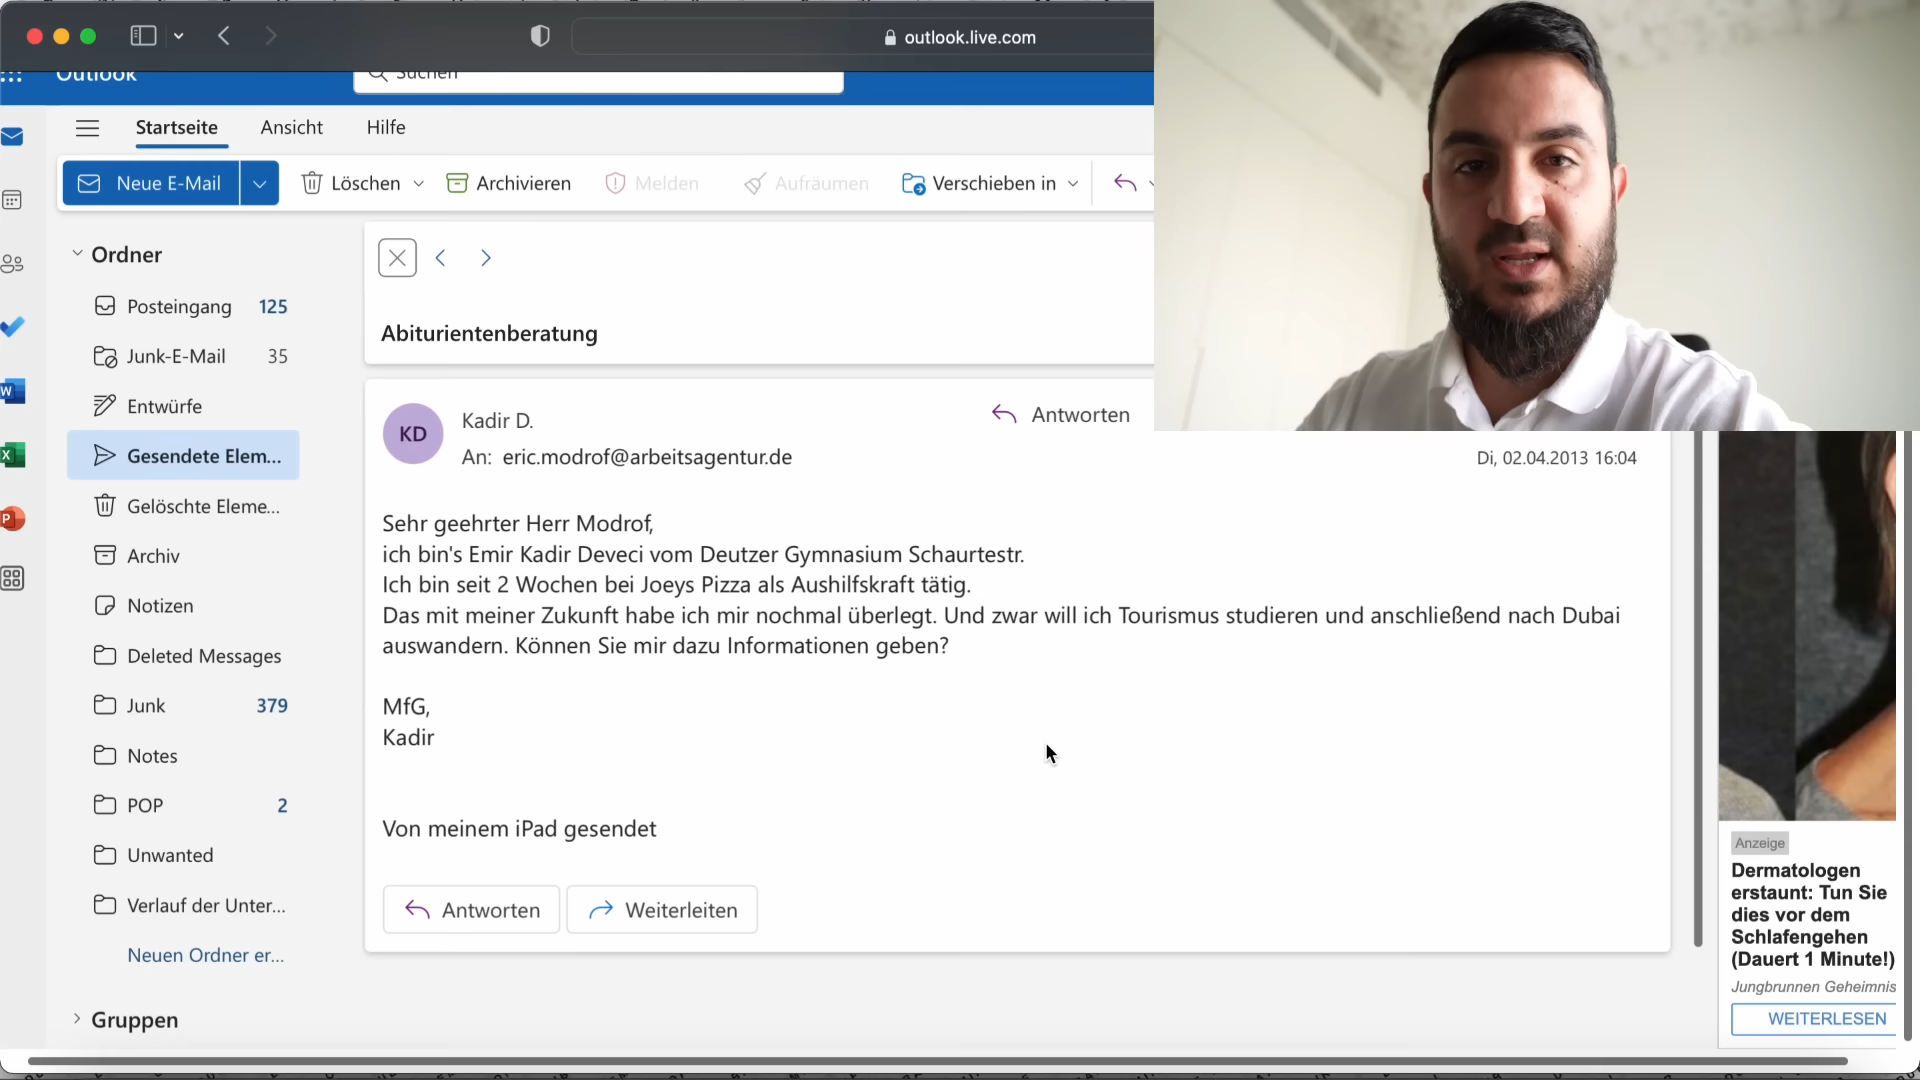 outlook.live.com
Outlook
Suchen
Startseite Ansicht Hilfe
Neue E-Mail Löschen Archivieren Melden Aufräumen Verschieben in
Ordner
Posteingang 125
Junk-E-Mail 35
Entwürfe
Gesendete Elem...
Gelöschte Eleme...
Archiv
Notizen
Deleted Messages
Junk 379
Notes
POP 2
Unwanted
Verlauf der Unter...
Neuen Ordner er...
Gruppen
Abiturientenberatung
KD
Kadir D.
Antworten
An: eric.modrof@arbeitsagentur.de
Di, 02.04.2013 16:04
Sehr geehrter Herr Modrof,
ich bin's Emir Kadir Deveci vom Deutzer Gymnasium Schaurtestr.
Ich bin seit 2 Wochen bei Joeys Pizza als Aushilfskraft tätig.
Das mit meiner Zukunft habe ich mir nochmal überlegt. Und zwar will ich Tourismus studieren und anschließend nach Dubai
auswandern. Können Sie mir dazu Informationen geben?
MfG,
Kadir
Von meinem iPad gesendet
Antworten Weiterleiten
Anzeige
Dermatologen
erstaunt: Tun Sie
dies vor dem
Schlafengehen
(Dauert 1 Minute!)
Jungbrunnen Geheimnis
WEITERLESEN
W
X
P